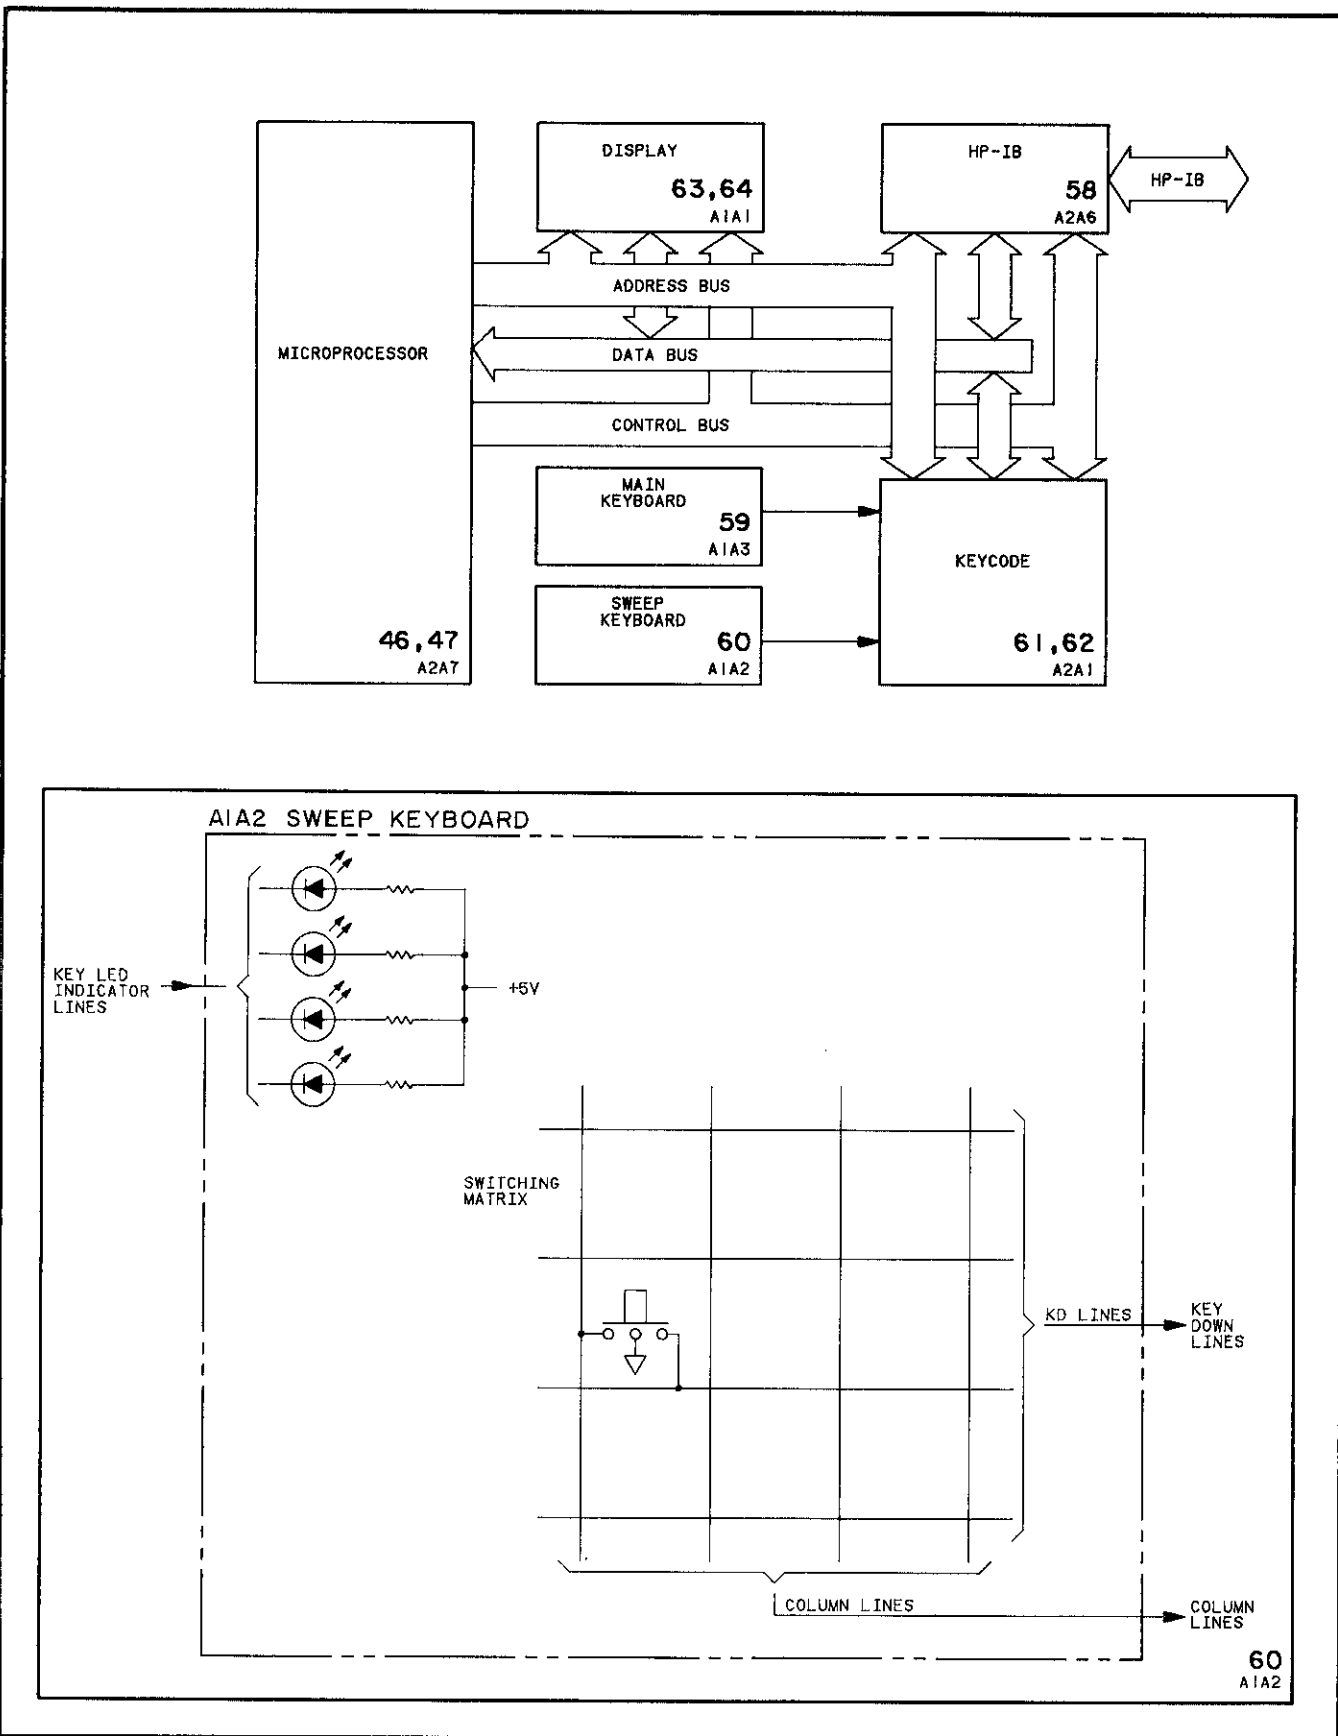 DISPLAY
63,64
A1A1
HP-IB
58
A2A6
HP-IB
ADDRESS BUS
MICROPROCESSOR
DATA BUS
CONTROL BUS
46,47
A2A7
MAIN
KEYBOARD
59
A1A3
SWEEP
KEYBOARD
60
A1A2
KEYCODE
61,62
A2A1
A1A2 SWEEP KEYBOARD
KEY LED
INDICATOR
LINES
+5V
SWITCHING
MATRIX
KD LINES
KEY
DOWN
LINES
COLUMN LINES
COLUMN
LINES
60
A1A2